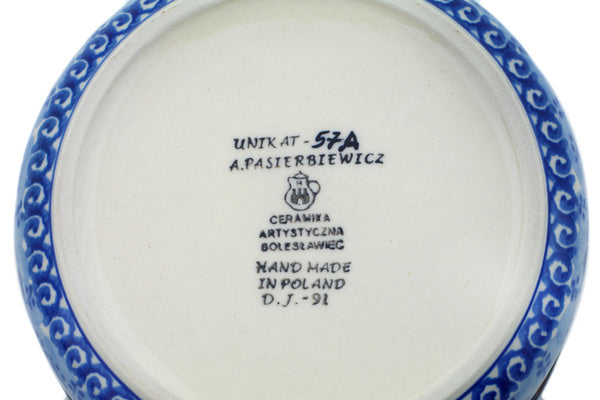 UNIKAT-57A
A.PASIERBIEWICZ
CERAMIKA
ARTYSTYCZNA
BOLESŁAWIEC
HAND MADE
IN POLAND
D.J.-91